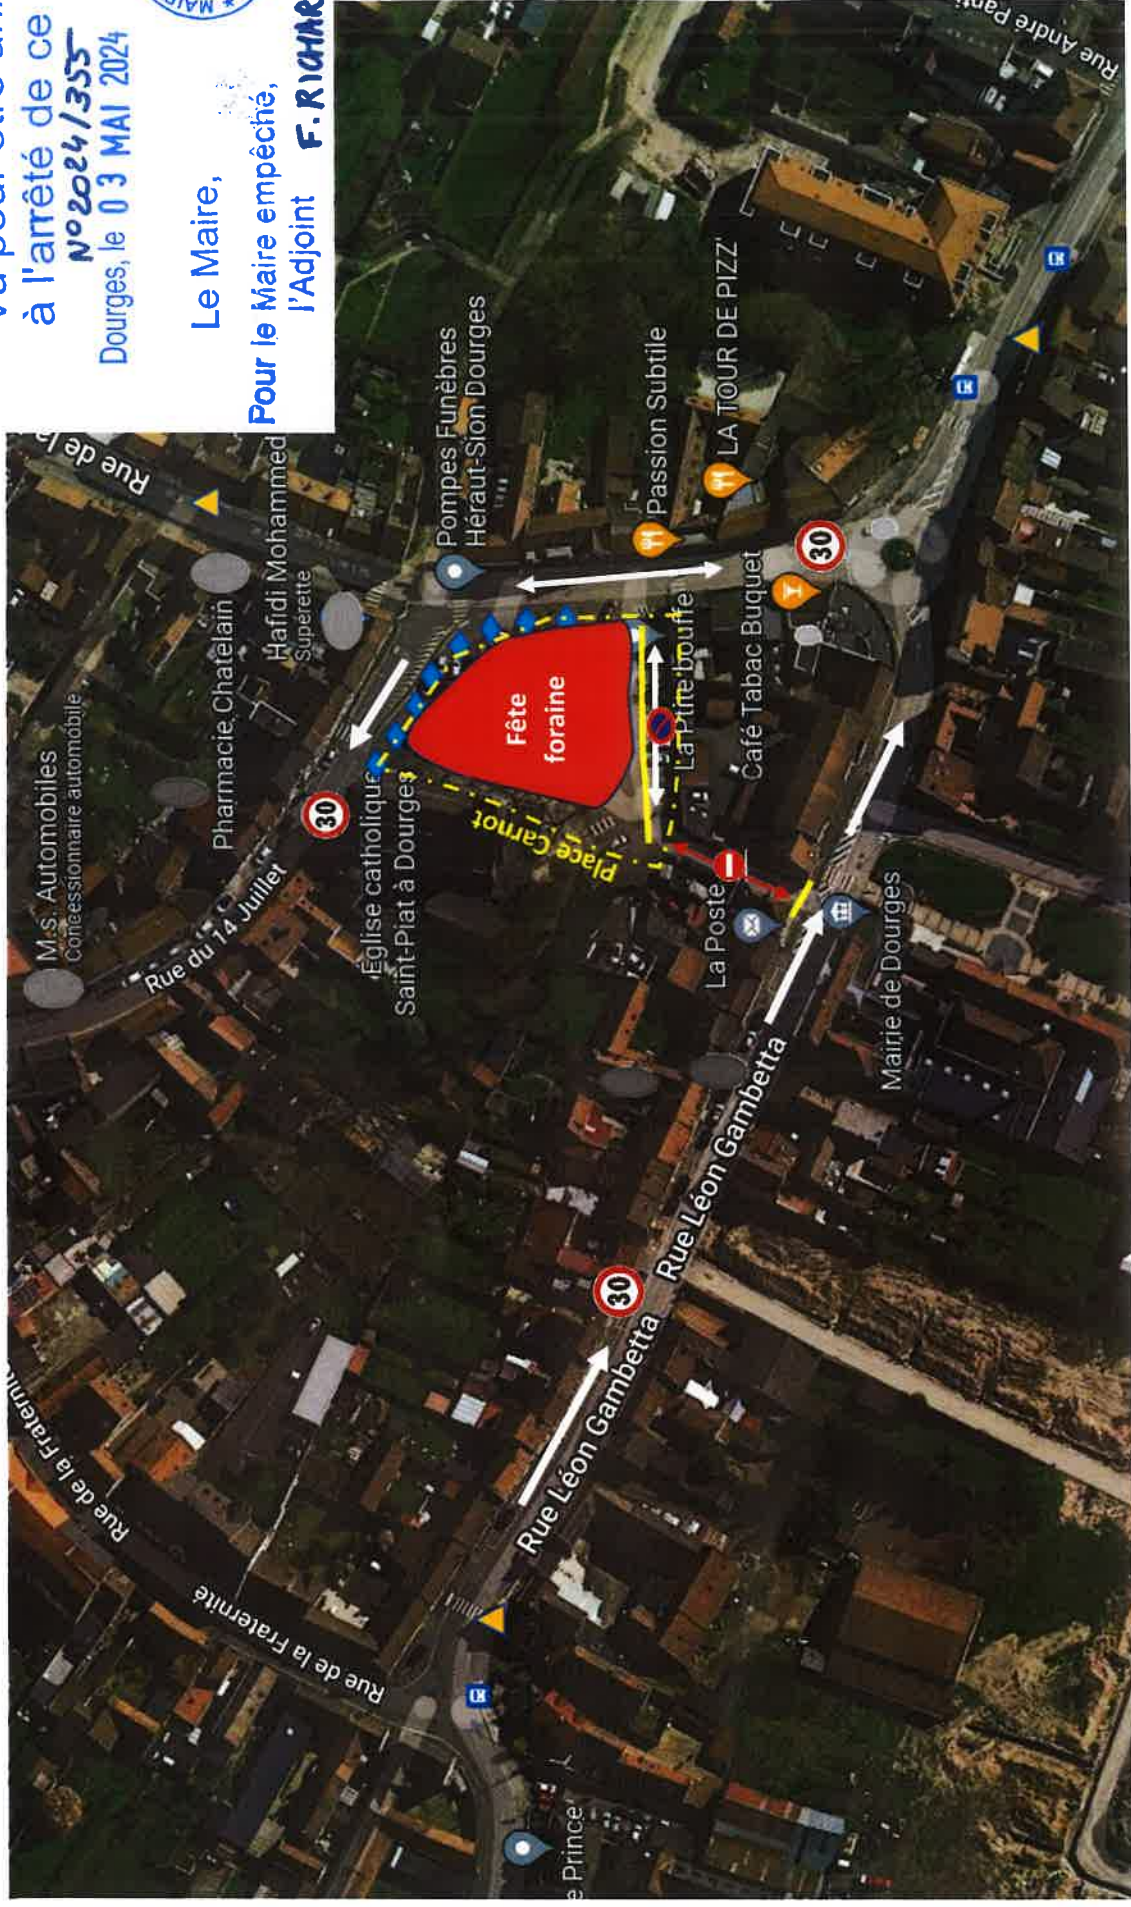 à l'arrêté de ce
N° 2024/355
Dourges, le 03 MAI 2024
Le Maire,
Pour le Maire empêché,
l'Adjoint F. RICHAR
MAIR
Rue André Panti
Rue de la
M.s. Automobiles
Concessionnaire automobile
Pharmacie Chatelain
Hafidi Mohammed
Supérette
Pompes Funèbres
Héraut-Sion Dourges
Passion Subtile
LA TOUR DE PIZZ'
Rue du 14 Juillet
30
Église catholique
Saint-Piat à Dourges
Fête
foraine
Place Carnot
La Ptite bouffe
Café Tabac Buquet
30
La Poste
Mairie de Dourges
Rue Léon Gambetta
30
Rue Léon Gambetta
Rue de la Fraternité
Rue de la Fraternité
e Prince